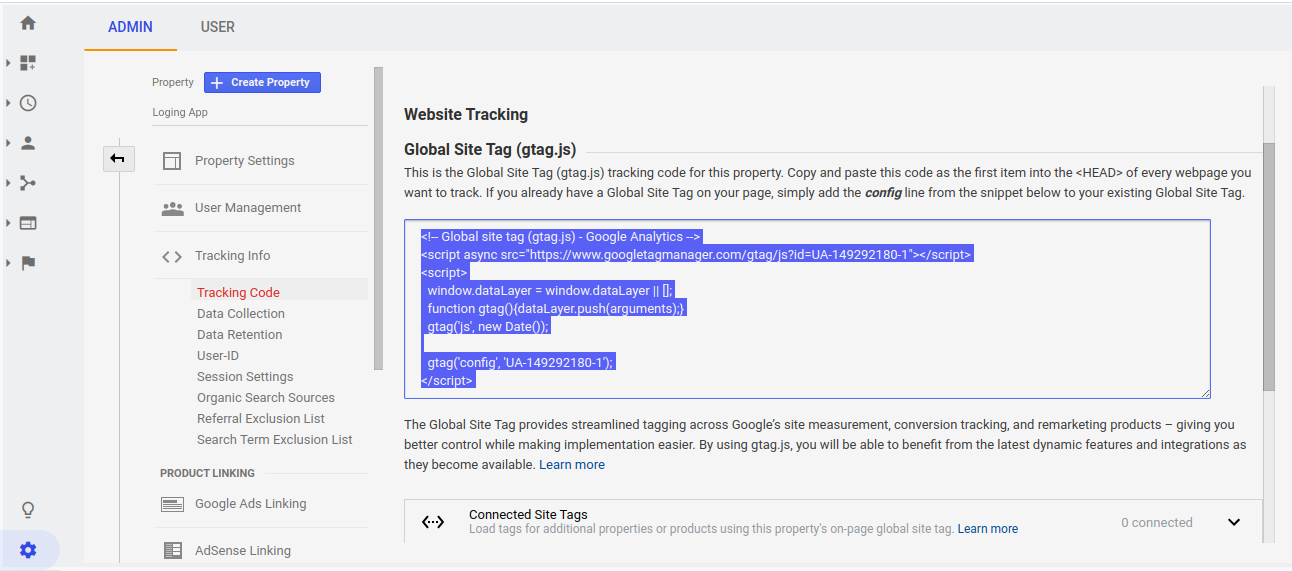 ADMIN
USER
Property
Create Property
Loging App
Property Settings
User Management
Tracking Info
Tracking Code
Data Collection
Data Retention
User-ID
Session Settings
Organic Search Sources
Referral Exclusion List
Search Term Exclusion List
PRODUCT LINKING
Google Ads Linking
AdSense Linking
Website Tracking
Global Site Tag (gtag.js)
This is the Global Site Tag (gtag.js) tracking code for this property. Copy and paste this code as the first item into the <HEAD> of every webpage you
want to track. If you already have a Global Site Tag on your page, simply add the config line from the snippet below to your existing Global Site Tag.
<!-- Global site tag (gtag.js) - Google Analytics -->
<script async src="https://www.googletagmanager.com/gtag/js?id=UA-149292180-1"></script>
<script>
window.dataLayer = window.dataLayer || [];
function gtag(){dataLayer.push(arguments);}
gtag('js', new Date());
gtag('config', 'UA-149292180-1');
</script>
The Global Site Tag provides streamlined tagging across Google's site measurement, conversion tracking, and remarketing products – giving you
better control while making implementation easier. By using gtag.js, you will be able to benefit from the latest dynamic features and integrations as
they become available. Learn more
Connected Site Tags
Load tags for additional properties or products using this property's on-page global site tag. Learn more
0 connected